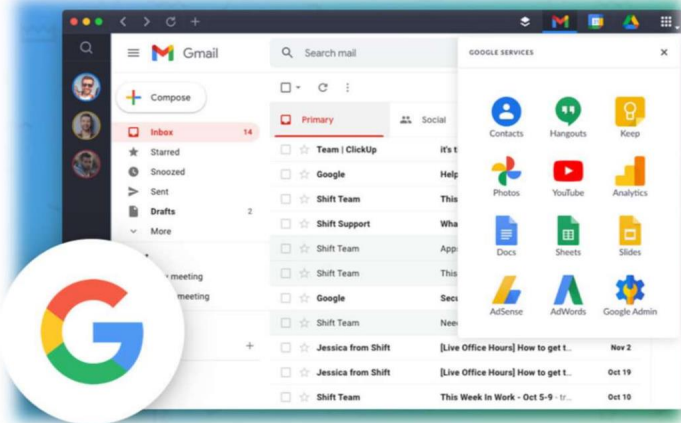 Gmail
Search mail
GOOGLE SERVICES
Compose
Primary
Social
Contacts
Hangouts
Keep
Inbox 14
Starred
Snoozed
Sent
Drafts 2
More
Team | ClickUp it's t
Google Help
Shift Team This
Shift Support Wha
Shift Team Apps
Shift Team This
Google Secu
Shift Team Need
Photos
YouTube
Analytics
Docs
Sheets
Slides
AdSense
AdWords
Google Admin
meeting
meeting
Jessica from Shift [Live Office Hours] How to get t... Nov 2
Jessica from Shift [Live Office Hours] How to get t... Oct 19
Shift Team This Week In Work - Oct 5-9 - tr... Oct 10
G